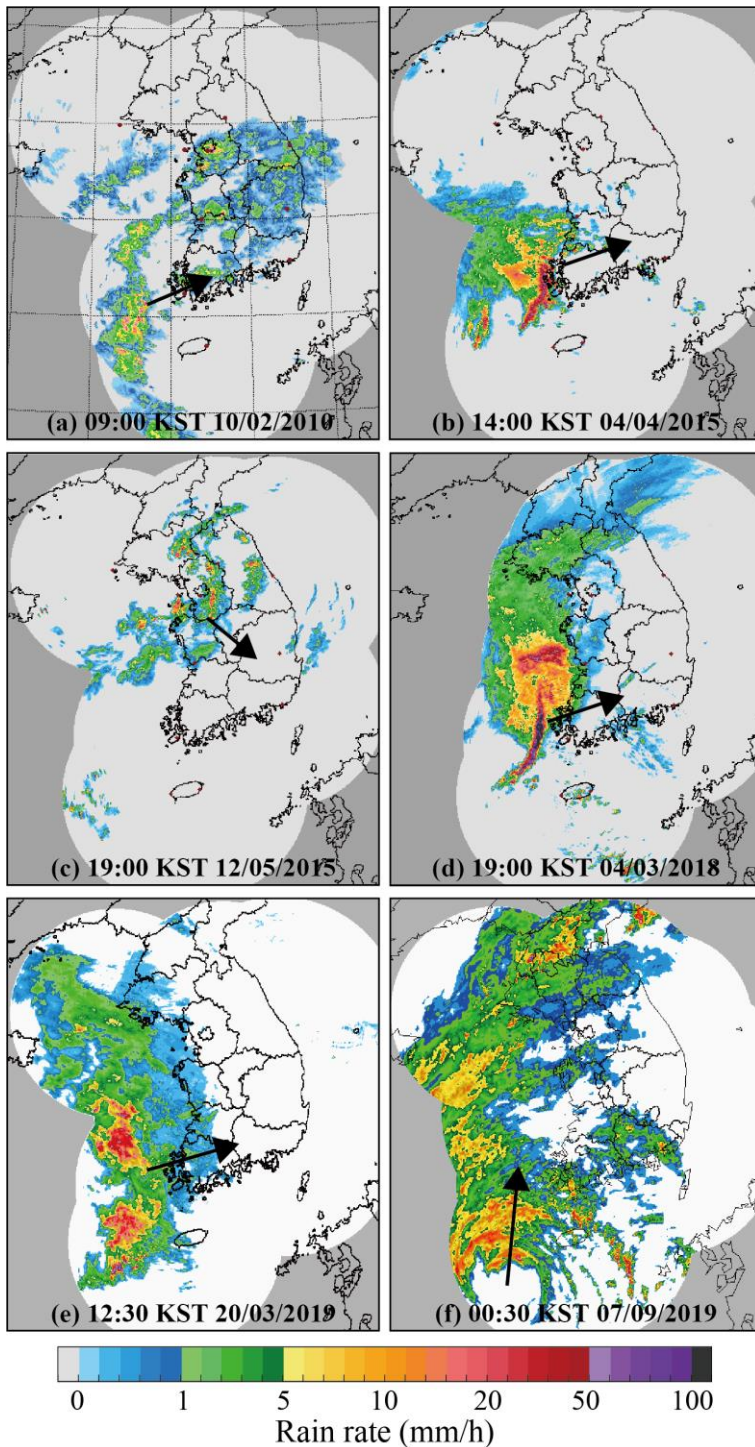 (a) 09:00 KST 10/02/2010
(b) 14:00 KST 04/04/2015
(c) 19:00 KST 12/05/2015
(d) 19:00 KST 04/03/2018
(e) 12:30 KST 20/03/2019
(f) 00:30 KST 07/09/2019
0 1 5 10 20 50 100
Rain rate (mm/h)